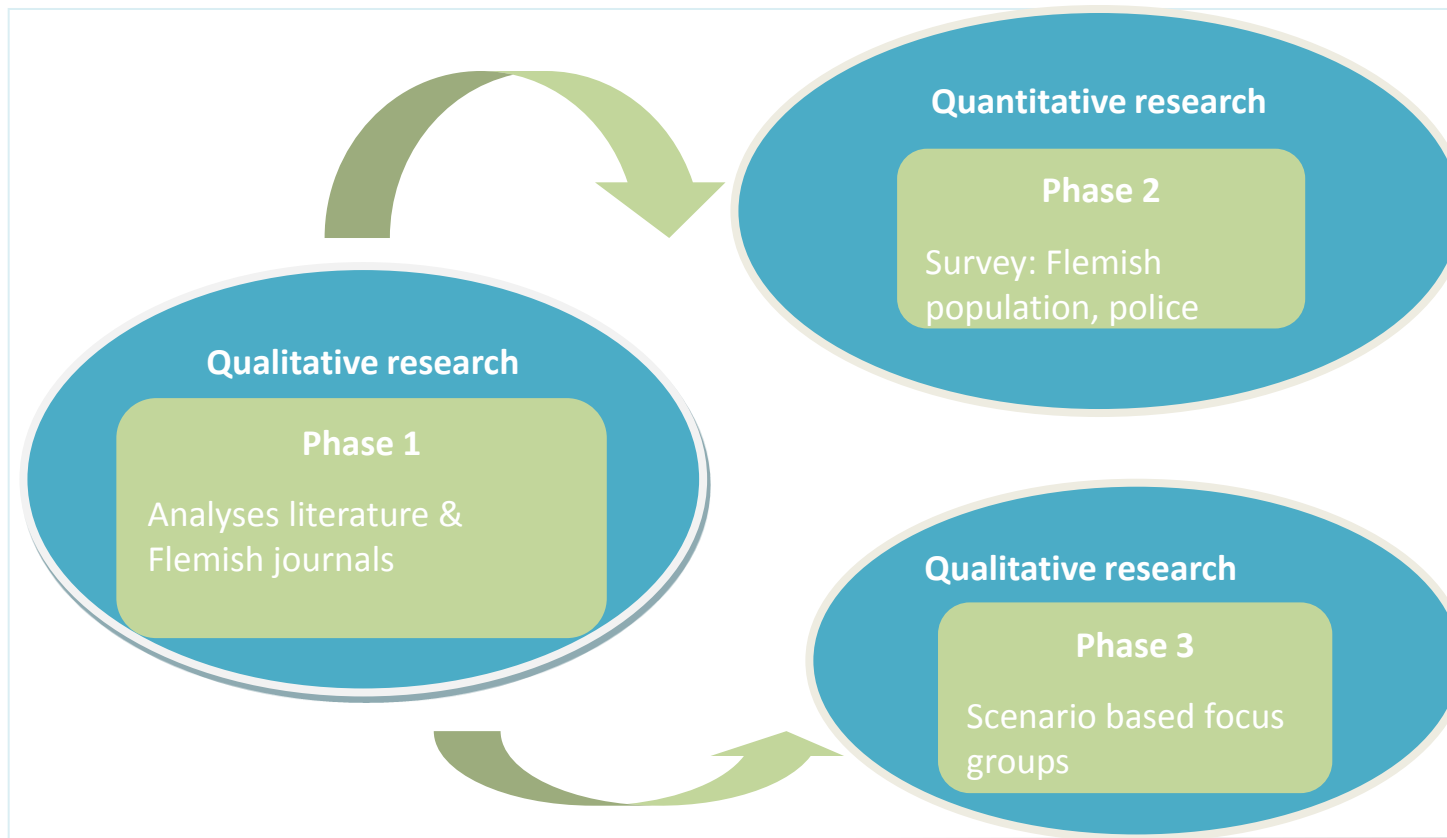 Qualitative research
Phase 1
Analyses literature &
Flemish journals
Quantitative research
Phase 2
Survey: Flemish
population, police
Qualitative research
Phase 3
Scenario based focus
groups